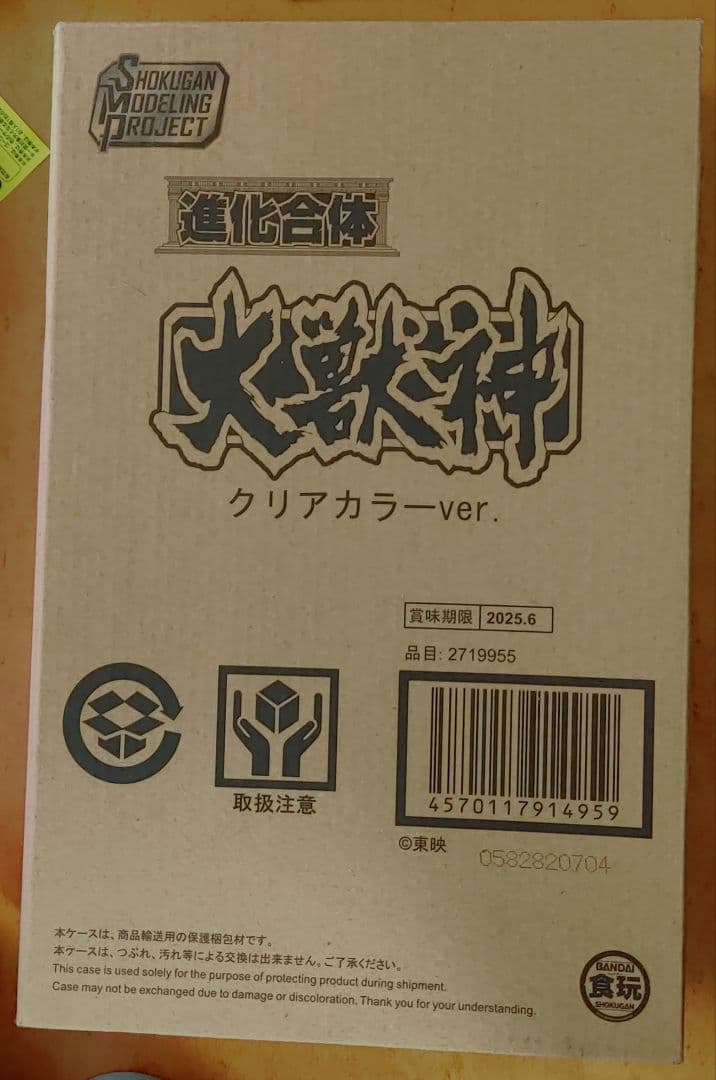 SHOKUGAN
MODELING
PROJECT
進化合体
大獣神
クリアカラーver.
賞味期限 2025.6
品目: 2719955
4570117914959
取扱注意
©東映
0582820704
本ケースは、商品輸送用の保護梱包材です。
本ケースは、つぶれ、汚れ等による交換は出来ません。ご了承ください。
This case is used solely for the purpose of protecting product during shipment.
Case may not be exchanged due to damage or discoloration. Thank you for your understanding.
BANDAI
食玩
SHOKUGAN